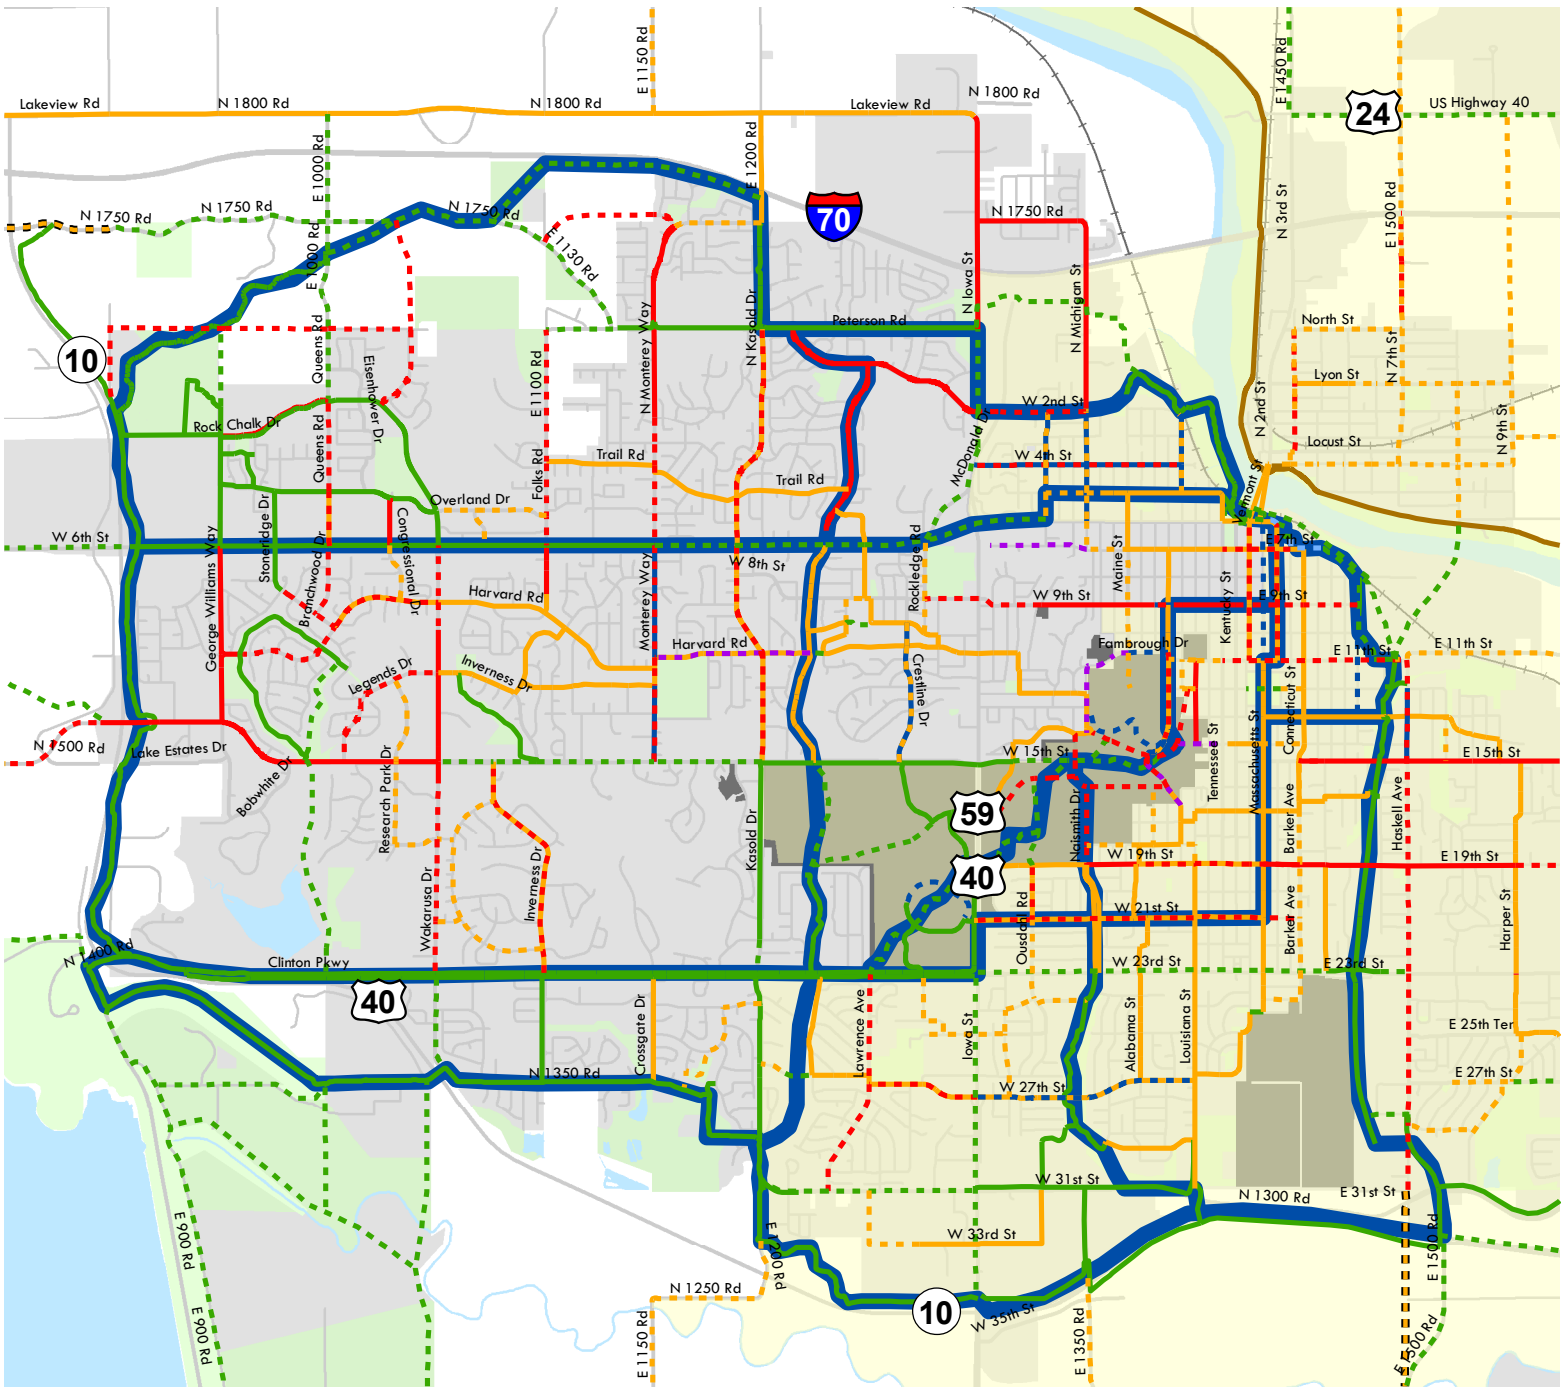 E 1150 Rd
E 1450 Rd
Lakeview Rd
N 1800 Rd
N 1800 Rd
Lakeview Rd
N 1800 Rd
24
US Highway 40
E 1000 Rd
E 1200 Rd
N 1750 Rd
N 1750 Rd
N 1750 Rd
70
N 1750 Rd
N 3rd St
E 1500 Rd
E 1000 Rd
E 1130 Rd
N Iowa St
N Michigan St
N Kasold Dr
Peterson Rd
North St
10
Queens Rd
Eisenhower Dr
E 1100 Rd
N Monterey Way
N 7th St
Lyon St
N 2nd St
W 2nd St
Rock Chalk Dr
Queens Rd
McDonald Dr
N 9th St
Locust St
Trail Rd
Trail Rd
W 4th St
Folks Rd
Overland Dr
Vermont St
W 6th St
Stoneridge Dr
Congressional Dr
Branchwood Dr
George Williams Way
W 8th St
Rockledge Rd
Maine St
E 7th St
Harvard Rd
Monterey Way
W 9th St
Kentucky St
E 9th St
Harvard Rd
Fambrough Dr
E 11th St
E 11th St
Legends Dr
Inverness Dr
Crestline Dr
Connecticut St
N 1500 Rd
Lake Estates Dr
Bobwhite Dr
Research Park Dr
W 15th St
Tennessee St
Massachusetts St
E 15th St
59
Kasold Dr
Naismith Dr
Barker Ave
Haskell Ave
40
W 19th St
E 19th St
Wakarusa Dr
Inverness Dr
Ousdahl Rd
W 21st St
Barker Ave
Harper St
N 1400 Rd
Clinton Pkwy
W 23rd St
E 23rd St
40
Crossgate Dr
Lawrence Ave
Iowa St
Alabama St
Louisiana St
E 25th Ter
N 1350 Rd
W 27th St
E 27th St
W 31st St
N 1300 Rd
E 31st St
E 900 Rd
E 1200 Rd
W 33rd St
E 1500 Rd
N 1250 Rd
10
W 35th St
E 900 Rd
E 1150 Rd
E 1350 Rd
E 1500 Rd